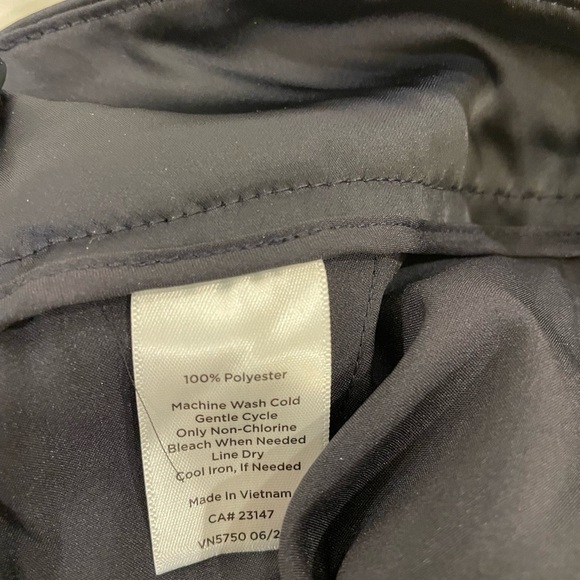 100% Polyester
Machine Wash Cold
Gentle Cycle
Only Non-Chlorine
Bleach When Needed
Line Dry
Cool Iron, If Needed
Made In Vietnam
CA# 23147
VN5750